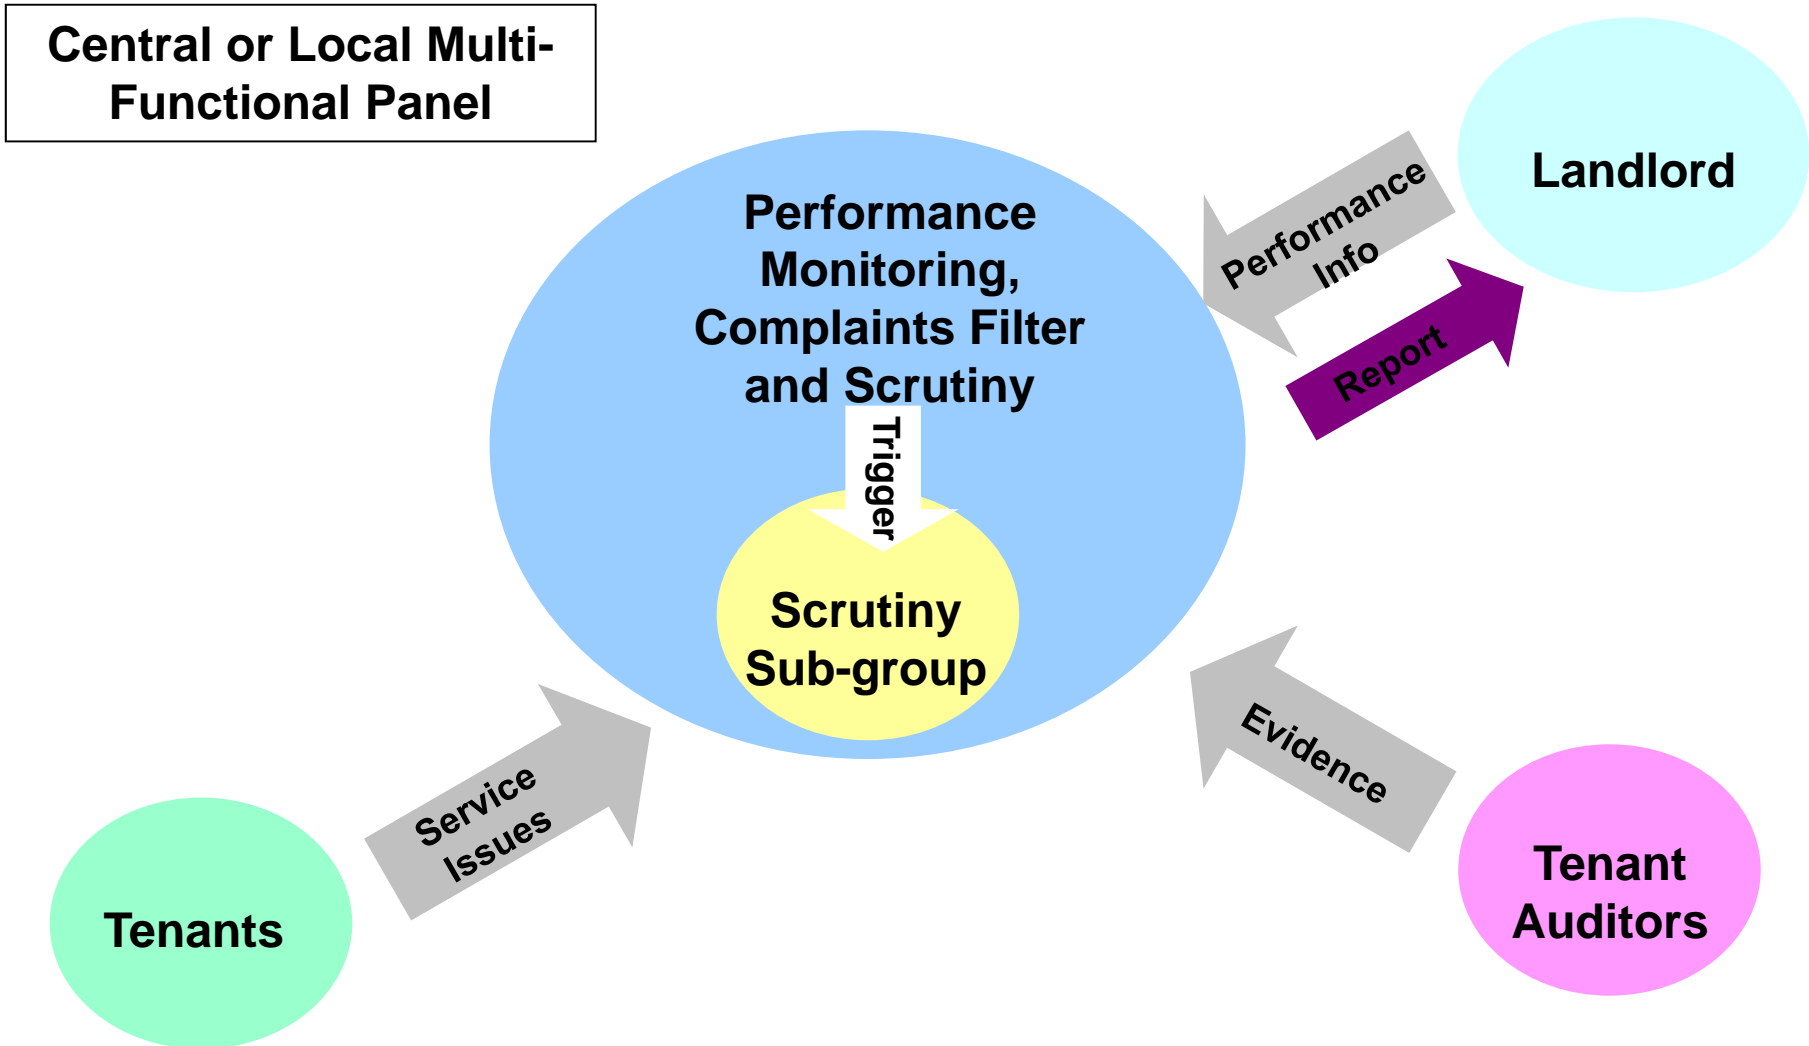 Central or Local Multi-
Functional Panel
Landlord
Performance
Info
Report
Performance
Monitoring,
Complaints Filter
and Scrutiny
Trigger
Scrutiny
Sub-group
Service
Issues
Evidence
Tenants
Tenant
Auditors